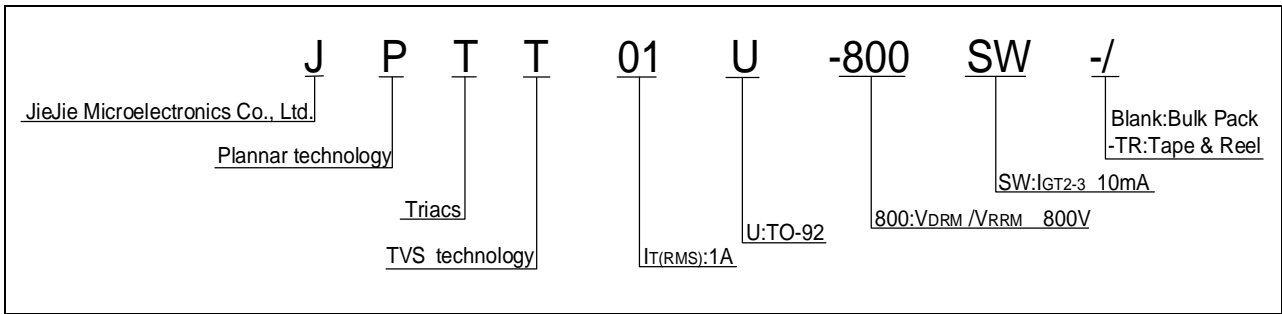 J P T T 01 U -800 SW -/
JieJie Microelectronics Co., Ltd.
Plannar technology
Triacs
TVS technology
IT(RMS):1A
U:TO-92
800:VDRM /VRRM 800V
SW:IGT2-3 10mA
Blank:Bulk Pack
-TR:Tape & Reel